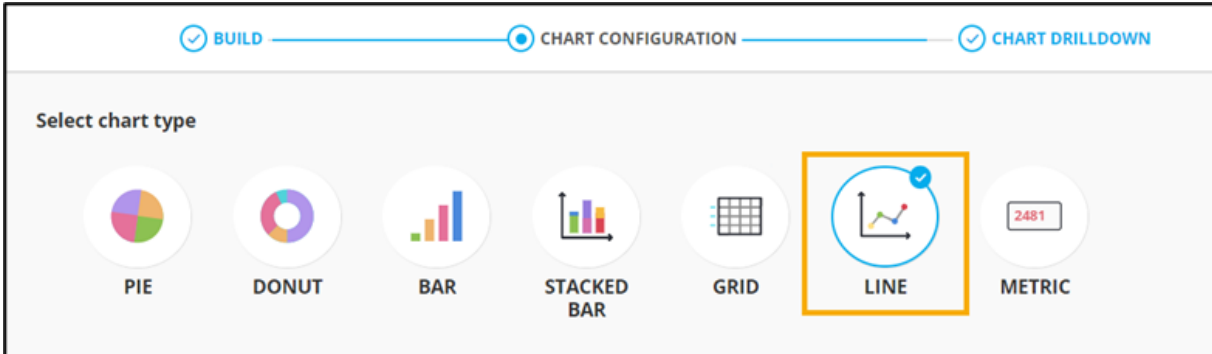 BUILD
CHART CONFIGURATION
CHART DRILLDOWN
Select chart type
2481
PIE
DONUT
BAR
STACKED
BAR
GRID
LINE
METRIC